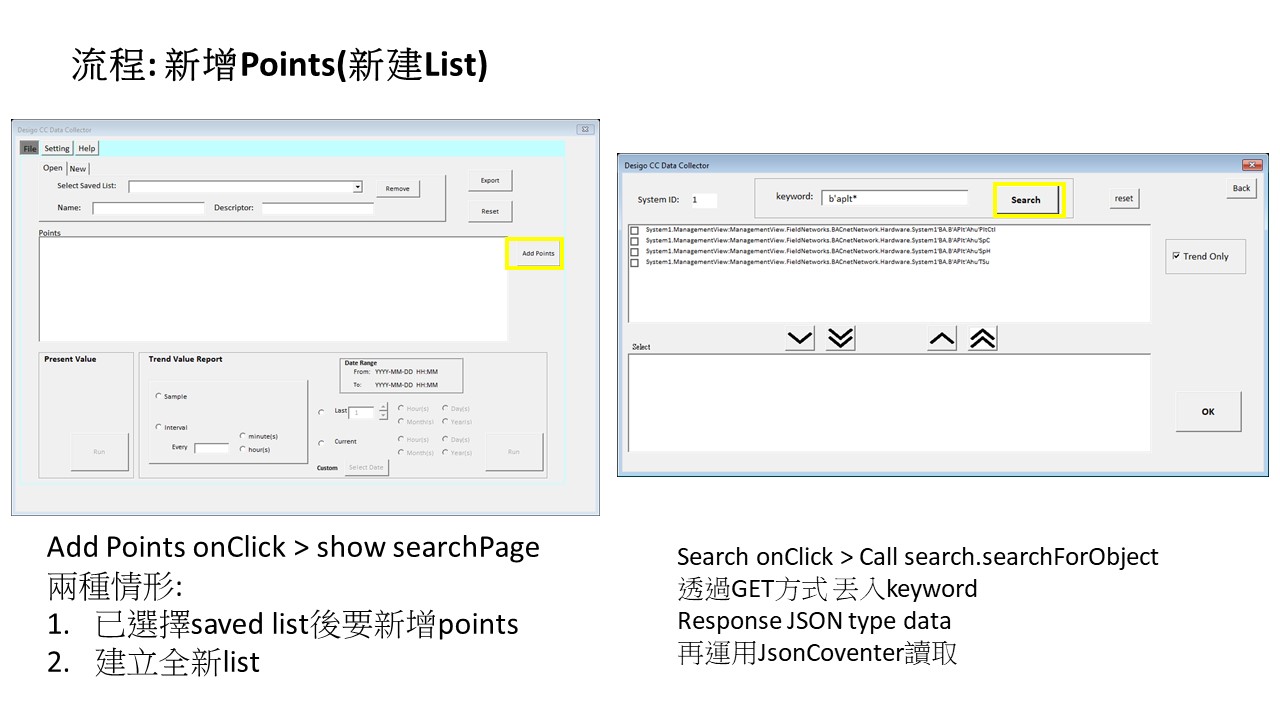 流程: 新增Points(新建List)
Desigo CC Data Collector
File Setting Help
Open New
Select Saved List:
Remove
Export
Name:
Descriptor:
Reset
Points
Add Points
Present Value
Run
Trend Value Report
Sample
Interval
Every
minute(s)
hour(s)
Date Range
From: YYYY-MM-DD HH:MM
To: YYYY-MM-DD HH:MM
Last 1
Hour(s) Day(s)
Month(s) Year(s)
Current
Hour(s) Day(s)
Month(s) Year(s)
Custom Select Date
Run
Desigo CC Data Collector
System ID: 1
keyword: b'aplt*
Search
reset
Back
System1.ManagementView:ManagementView.FieldNetworks.BACnetNetwork.Hardware.System1'BA.B'APlt'Ahu'PltCtl
System1.ManagementView:ManagementView.FieldNetworks.BACnetNetwork.Hardware.System1'BA.B'APlt'Ahu'SpC
System1.ManagementView:ManagementView.FieldNetworks.BACnetNetwork.Hardware.System1'BA.B'APlt'Ahu'SpH
System1.ManagementView:ManagementView.FieldNetworks.BACnetNetwork.Hardware.System1'BA.B'APlt'Ahu'TSu
Trend Only
Select
OK
Add Points onClick > show searchPage
兩種情形:
1. 已選擇saved list後要新增points
2. 建立全新list
Search onClick > Call search.searchForObject
透過GET方式 丟入keyword
Response JSON type data
再運用JsonCoventer讀取